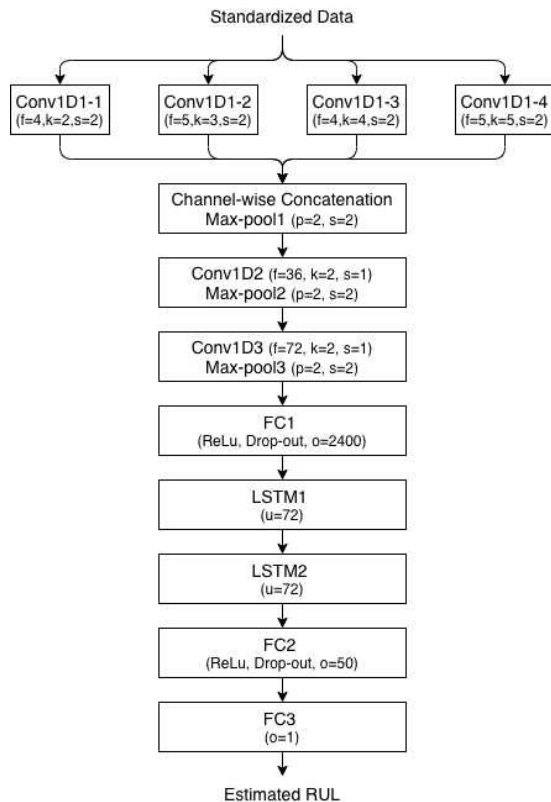 Standardized Data
Conv1D1-1
(f=4,k=2,s=2)
Conv1D1-2
(f=5,k=3,s=2)
Conv1D1-3
(f=4,k=4,s=2)
Conv1D1-4
(f=5,k=5,s=2)
Channel-wise Concatenation
Max-pool1 (p=2, s=2)
Conv1D2 (f=36, k=2, s=1)
Max-pool2 (p=2, s=2)
Conv1D3 (f=72, k=2, s=1)
Max-pool3 (p=2, s=2)
FC1
(ReLu, Drop-out, o=2400)
LSTM1
(u=72)
LSTM2
(u=72)
FC2
(ReLu, Drop-out, o=50)
FC3
(o=1)
Estimated RUL